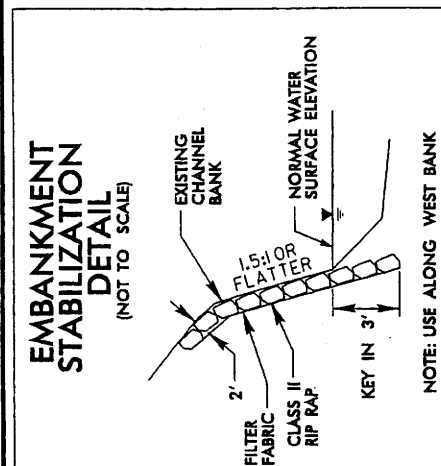 EMBANKMENT
STABILIZATION
DETAIL
(NOT TO SCALE)
EXISTING
CHANNEL
BANK
NORMAL WATER
SURFACE ELEVATION
1.5:1 OR
FLATTER
2'
FILTER
FABRIC
CLASS II
RIP RAP
KEY IN 3'
NOTE: USE ALONG WEST BANK